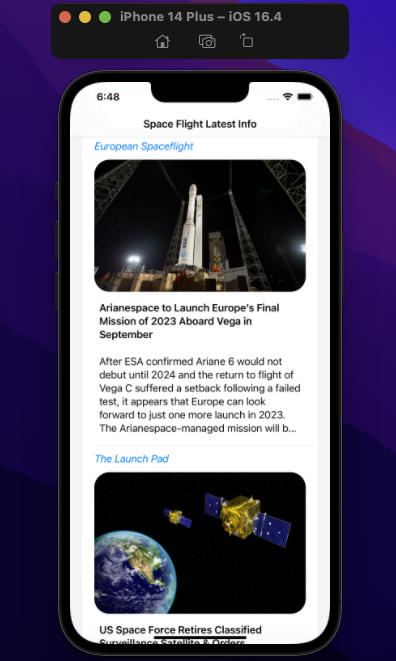 iPhone 14 Plus – iOS 16.4
6:48
Space Flight Latest Info
European Spaceflight
Arianespace to Launch Europe's Final
Mission of 2023 Aboard Vega in
September
After ESA confirmed Ariane 6 would not
debut until 2024 and the return to flight of
Vega C suffered a setback following a failed
test, it appears that Europe can look
forward to just one more launch in 2023.
The Arianespace-managed mission will b...
The Launch Pad
US Space Force Retires Classified
Surveillance Satellite & Orders